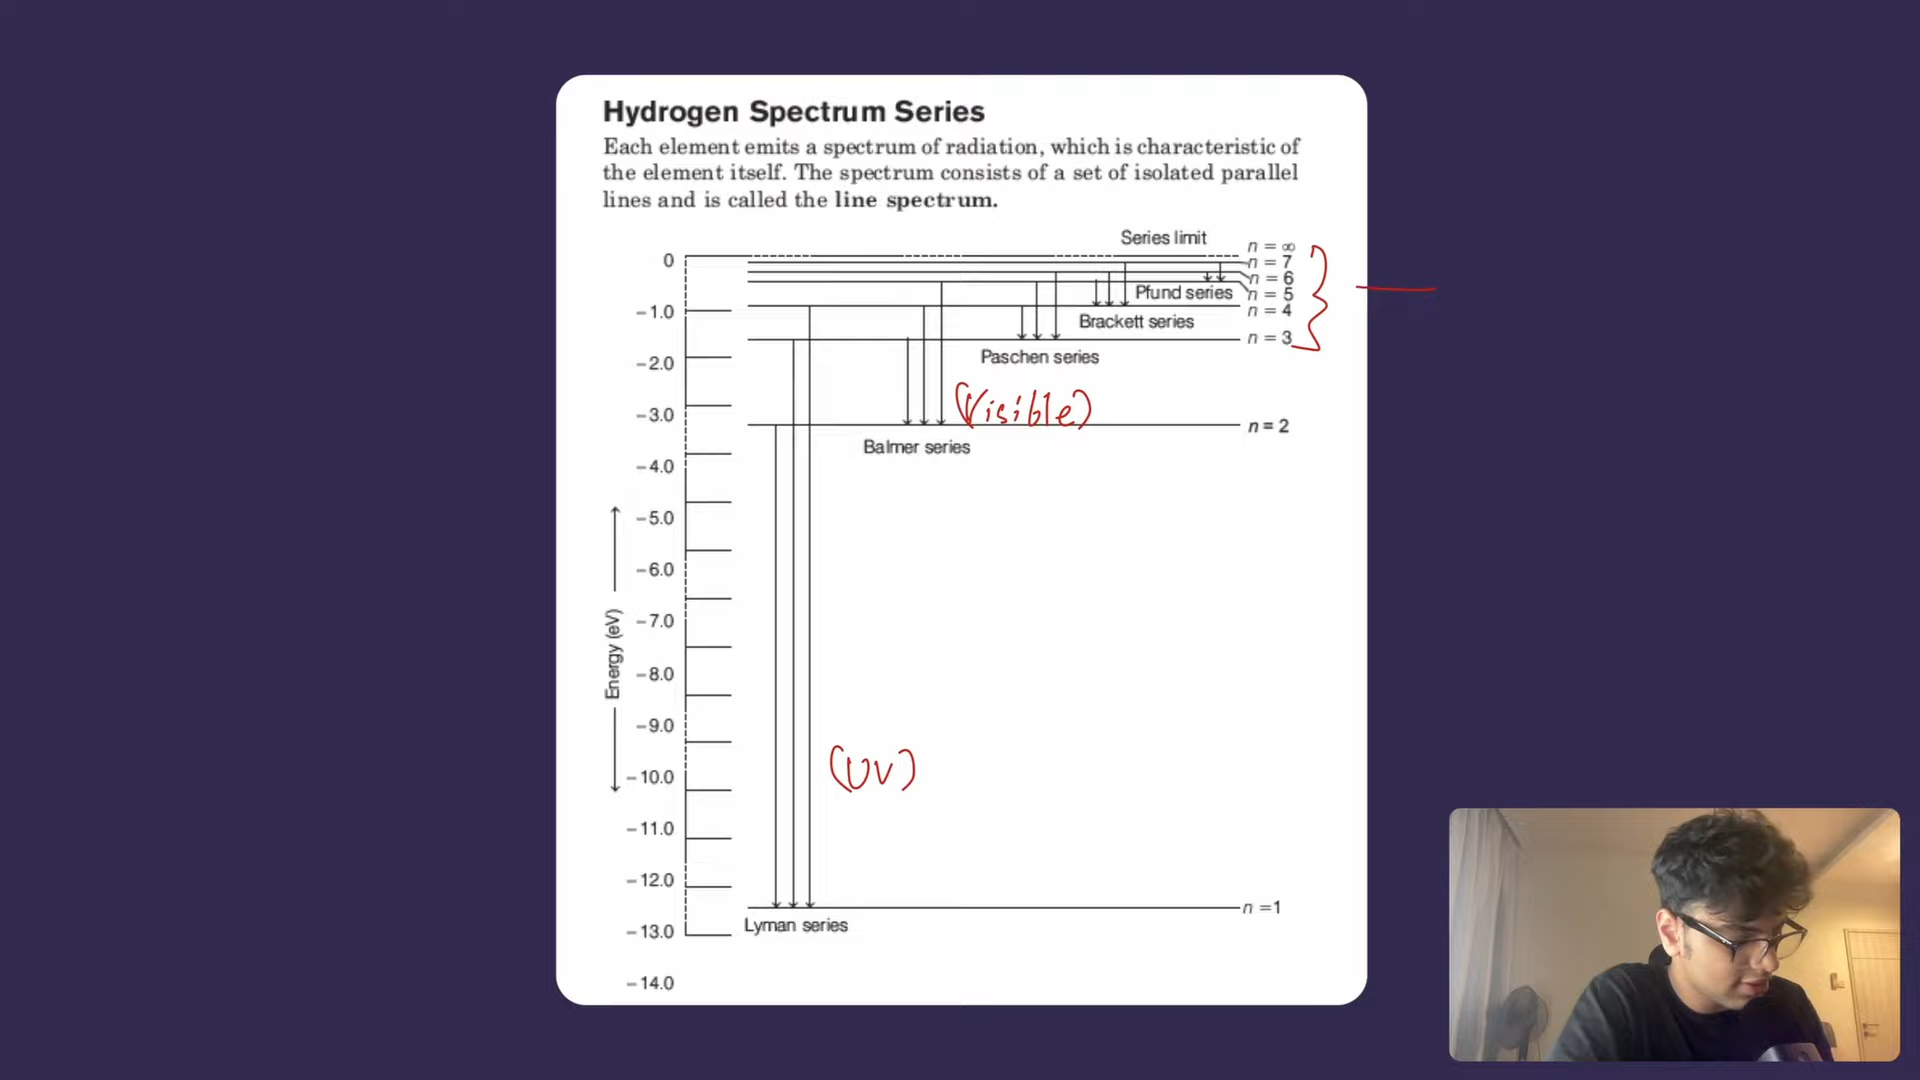 Hydrogen Spectrum Series
Each element emits a spectrum of radiation, which is characteristic of
the element itself. The spectrum consists of a set of isolated parallel
lines and is called the line spectrum.
Series limit
n = ∞
0
n = 7
n = 6
Pfund series
n = 5
– 1.0
n = 4
Brackett series
n = 3
Paschen series
– 2.0
(Visible)
– 3.0
n = 2
Balmer series
– 4.0
– 5.0
– 6.0
– 7.0
Energy (eV)
– 8.0
– 9.0
(UV)
– 10.0
– 11.0
– 12.0
n = 1
Lyman series
– 13.0
– 14.0